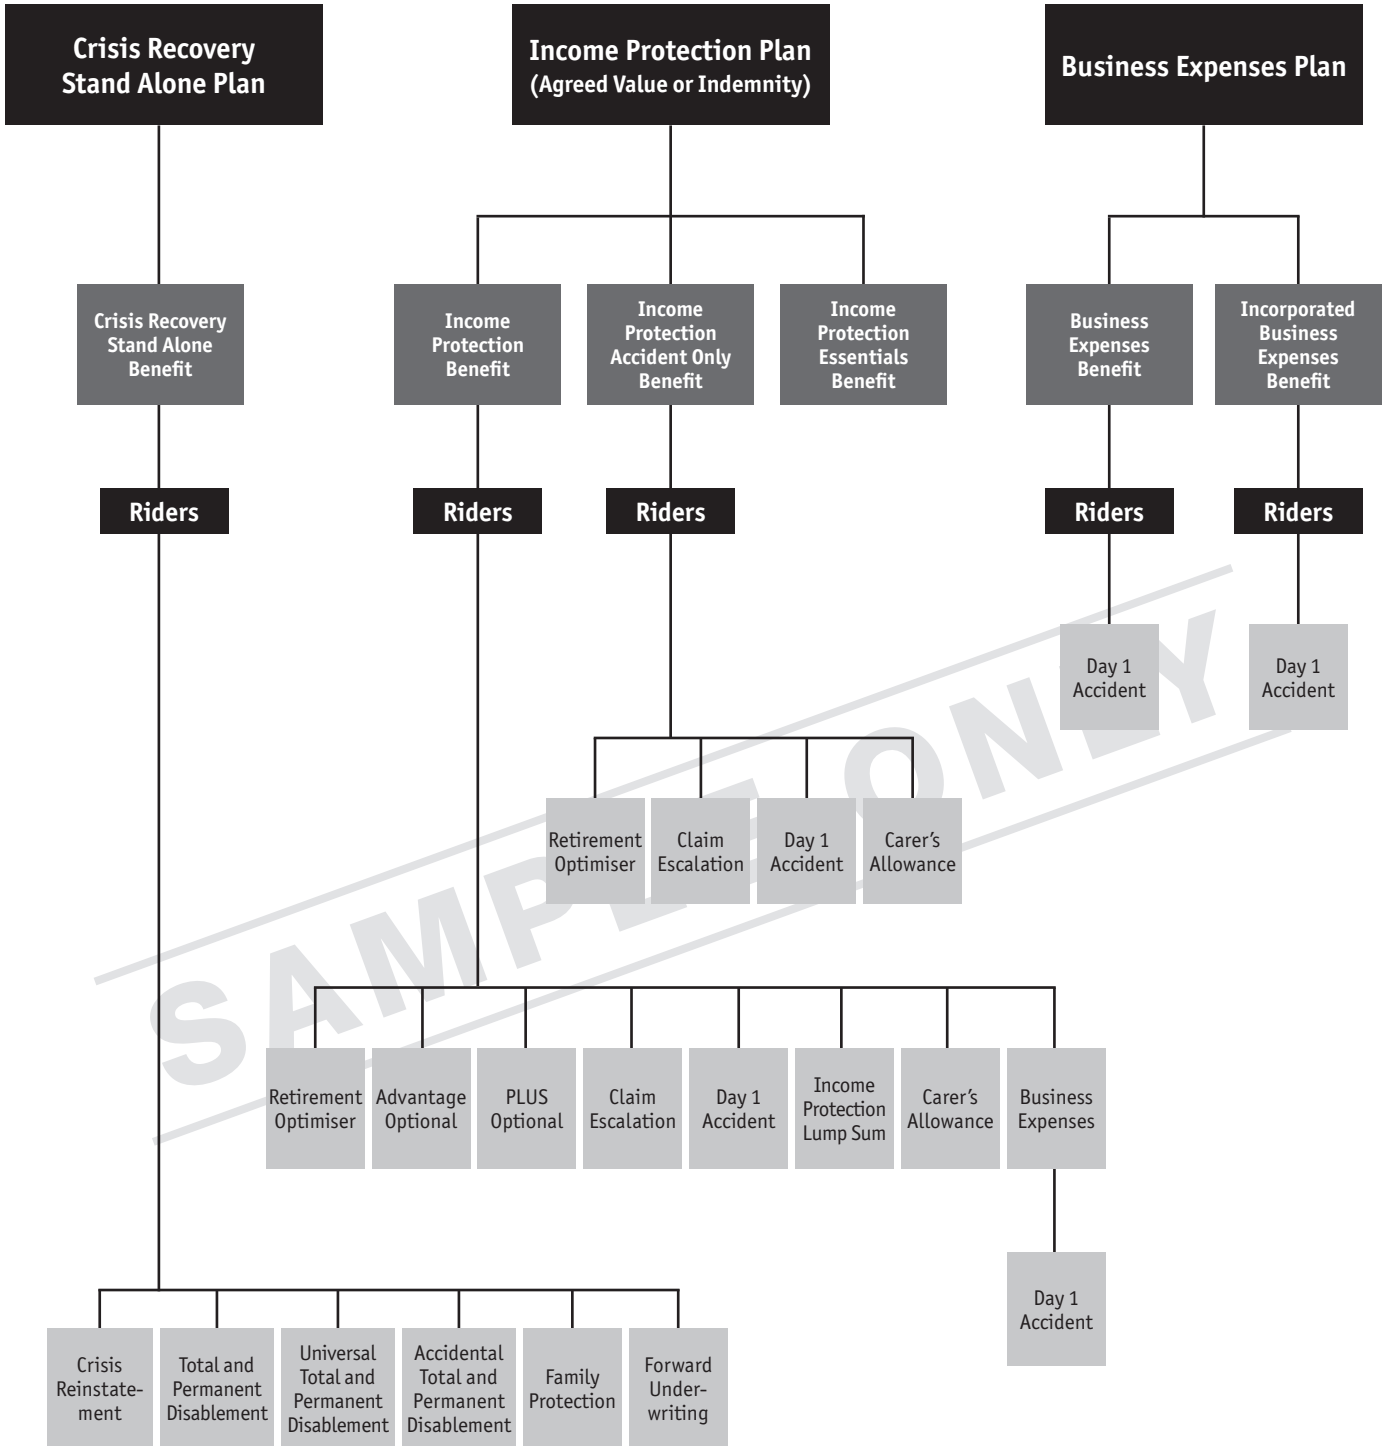 Crisis Recovery
Stand Alone Plan
Income Protection Plan
(Agreed Value or Indemnity)
Business Expenses Plan
Crisis Recovery
Stand Alone
Benefit
Income
Protection
Benefit
Income
Protection
Accident Only
Benefit
Income
Protection
Essentials
Benefit
Business
Expenses
Benefit
Incorporated
Business
Expenses
Benefit
Riders
Riders
Riders
Riders
Riders
Day 1
Accident
Day 1
Accident
Retirement
Optimiser
Claim
Escalation
Day 1
Accident
Carer's
Allowance
SAMPLE ONLY
Retirement
Optimiser
Advantage
Optional
PLUS
Optional
Claim
Escalation
Day 1
Accident
Income
Protection
Lump Sum
Carer's
Allowance
Business
Expenses
Day 1
Accident
Crisis
Reinstate-
ment
Total and
Permanent
Disablement
Universal
Total and
Permanent
Disablement
Accidental
Total and
Permanent
Disablement
Family
Protection
Forward
Under-
writing